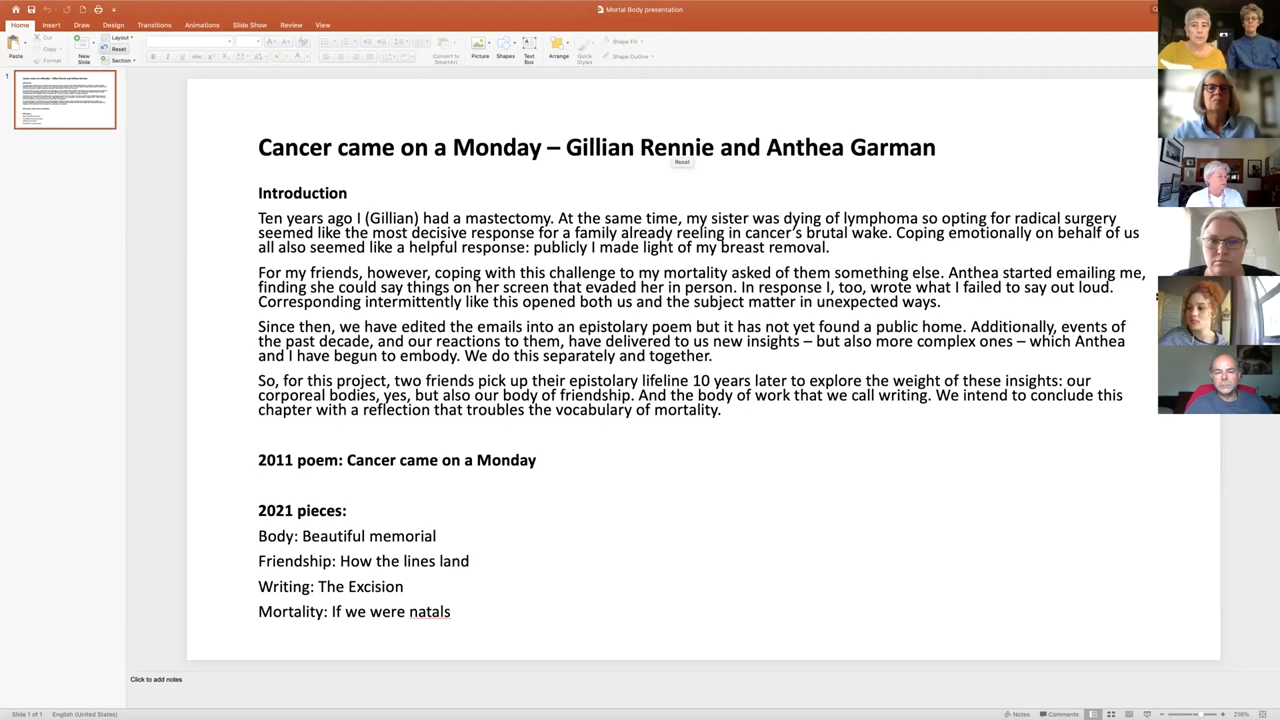 Mortal Body presentation
Home Insert Draw Design Transitions Animations Slide Show Review View
Paste
Cut
Copy
Format
New
Slide
Layout
Reset
Section
Convert to
SmartArt
Picture
Shapes
Text
Box
Arrange
Quick
Styles
Shape Fill
Shape Outline
1
Cancer came on a Monday – Gillian Rennie and Anthea Garman
Reset
Introduction
Ten years ago I (Gillian) had a mastectomy. At the same time, my sister was dying of lymphoma so opting for radical surgery
seemed like the most decisive response for a family already reeling in cancer's brutal wake. Coping emotionally on behalf of us
all also seemed like a helpful response: publicly I made light of my breast removal.
For my friends, however, coping with this challenge to my mortality asked of them something else. Anthea started emailing me,
finding she could say things on her screen that evaded her in person. In response I, too, wrote what I failed to say out loud.
Corresponding intermittently like this opened both us and the subject matter in unexpected ways.
Since then, we have edited the emails into an epistolary poem but it has not yet found a public home. Additionally, events of
the past decade, and our reactions to them, have delivered to us new insights – but also more complex ones – which Anthea
and I have begun to embody. We do this separately and together.
So, for this project, two friends pick up their epistolary lifeline 10 years later to explore the weight of these insights: our
corporeal bodies, yes, but also our body of friendship. And the body of work that we call writing. We intend to conclude this
chapter with a reflection that troubles the vocabulary of mortality.
2011 poem: Cancer came on a Monday
2021 pieces:
Body: Beautiful memorial
Friendship: How the lines land
Writing: The Excision
Mortality: If we were natals
Click to add notes
Slide 1 of 1 English (United States) Notes Comments 216%